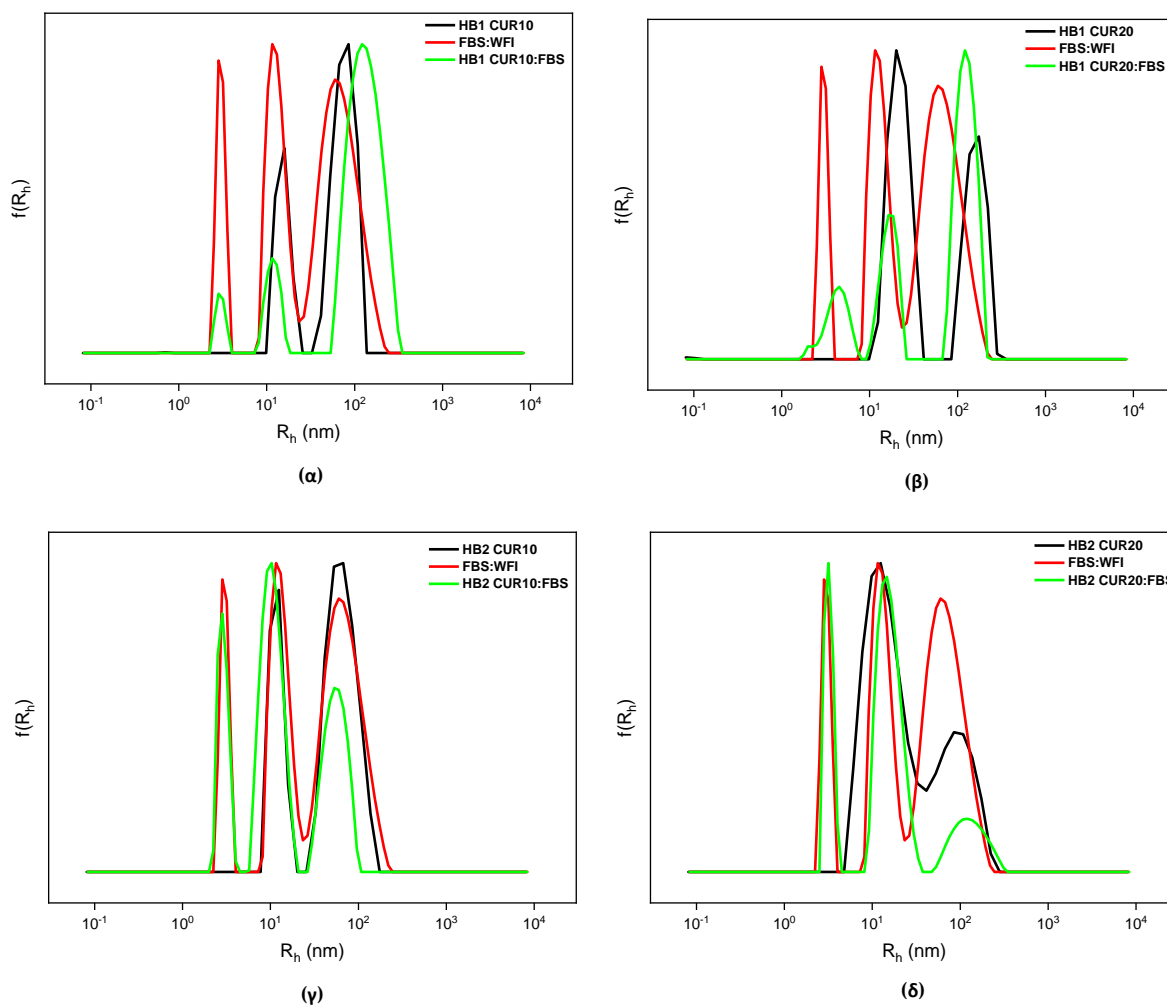 HB1 CUR10
FBS:WFI
HB1 CUR10:FBS
f(Rh)
10-1 100 101 102 103 104
Rh (nm)
(α)
HB1 CUR20
FBS:WFI
HB1 CUR20:FBS
f(Rh)
10-1 100 101 102 103 104
Rh (nm)
(β)
HB2 CUR10
FBS:WFI
HB2 CUR10:FBS
f(Rh)
10-1 100 101 102 103 104
Rh (nm)
(γ)
HB2 CUR20
FBS:WFI
HB2 CUR20:FBS
f(Rh)
10-1 100 101 102 103 104
Rh (nm)
(δ)